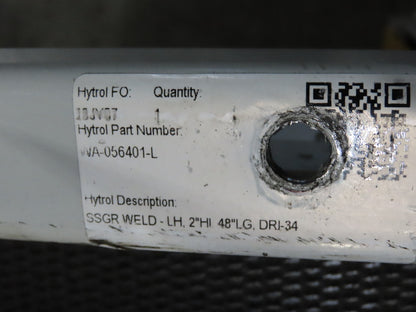 Hytrol FO: Quantity:
1
Hytrol Part Number:
WA-056401-L
Hytrol Description:
SSGR WELD - LH, 2"HI 48"LG, DRI-34